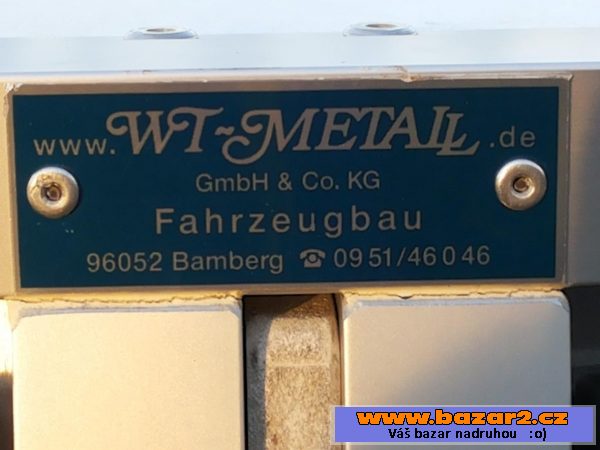 www.WT~METALL.de
GmbH & Co. KG
Fahrzeugbau
96052 Bamberg ☎ 09 51/46 0 46
www.bazar2.cz
Váš bazar nadruhou :o)